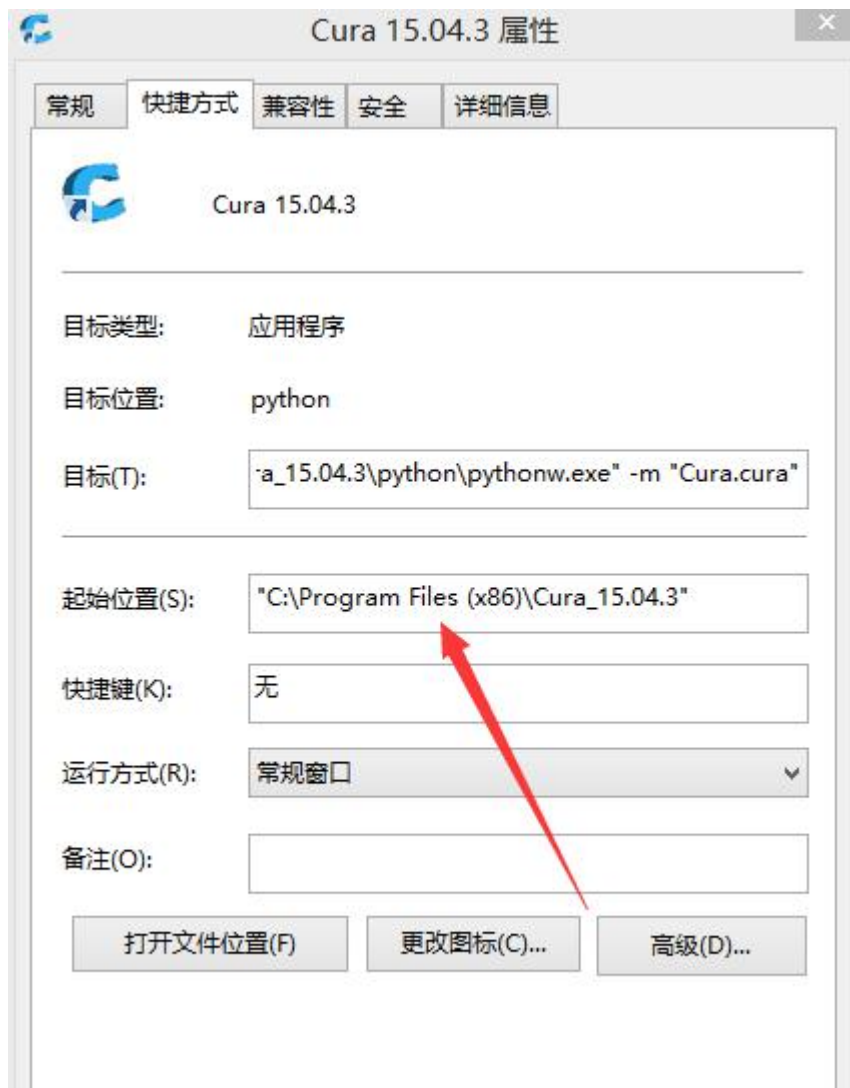 Cura 15.04.3 属性
常规 快捷方式 兼容性 安全 详细信息
Cura 15.04.3
目标类型: 应用程序
目标位置: python
目标(T): a_15.04.3\python\pythonw.exe" -m "Cura.cura"
起始位置(S): "C:\Program Files (x86)\Cura_15.04.3"
快捷键(K): 无
运行方式(R): 常规窗口
备注(O):
打开文件位置(F) 更改图标(C)... 高级(D)...